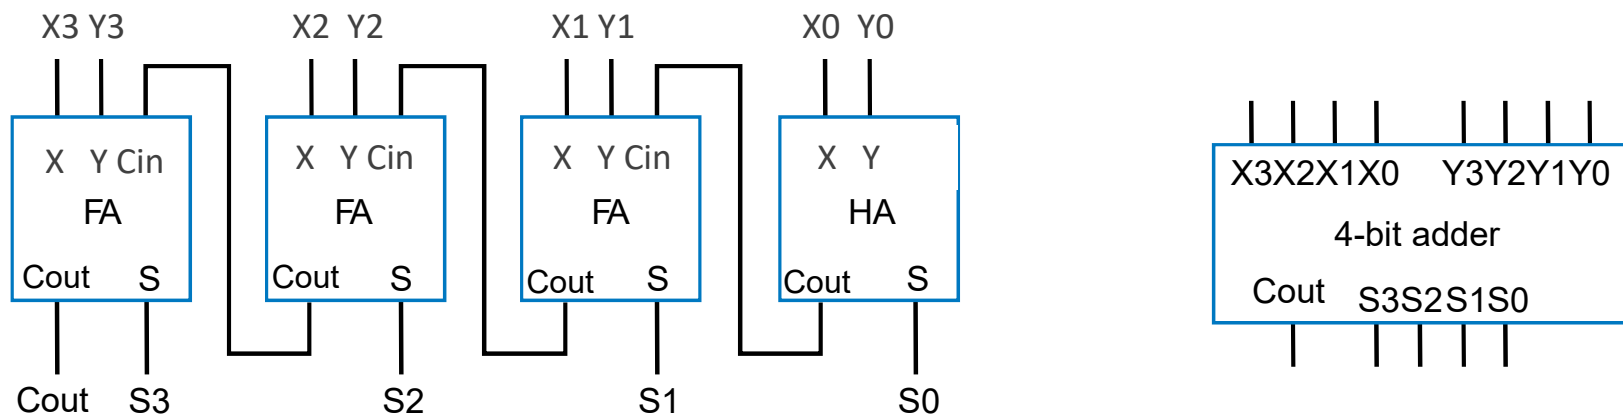 X3 Y3 X2 Y2 X1 Y1 X0 Y0
X Y Cin X Y Cin X Y Cin X Y
FA FA FA HA
Cout S Cout S Cout S Cout S
Cout S3 S2 S1 S0
X3X2X1X0 Y3Y2Y1Y0
4-bit adder
Cout S3S2S1S0